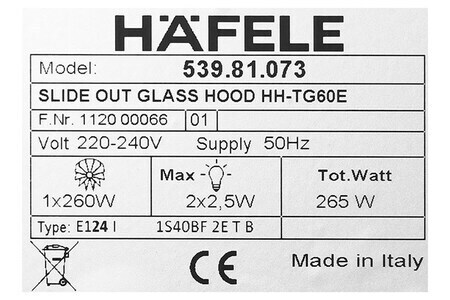 HÄFELE
Model: 539.81.073
SLIDE OUT GLASS HOOD HH-TG60E
F.Nr. 1120 00066 01
Volt 220-240V Supply 50Hz
Max Tot.Watt
1x260W 2x2,5W 265 W
Type: E124 I 1S40BF 2E T B
CE Made in Italy